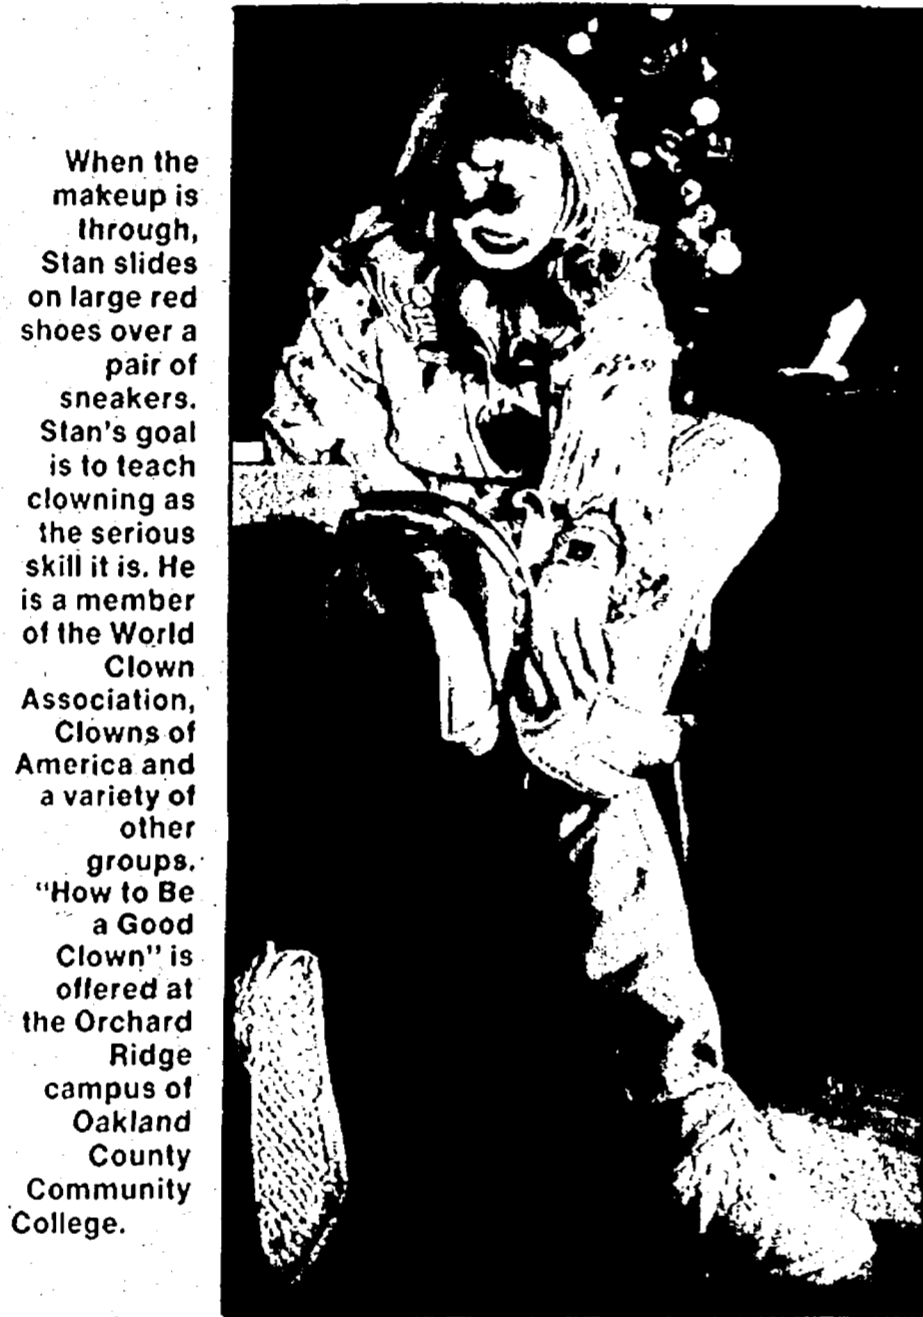 When the
makeup is
through,
Stan slides
on large red
shoes over a
pair of
sneakers.
Stan's goal
is to teach
clowning as
the serious
skill it is. He
is a member
of the World
Clown
Association,
Clowns of
America and
a variety of
other
groups.
"How to Be
a Good
Clown" is
offered at
the Orchard
Ridge
campus of
Oakland
County
Community
College.